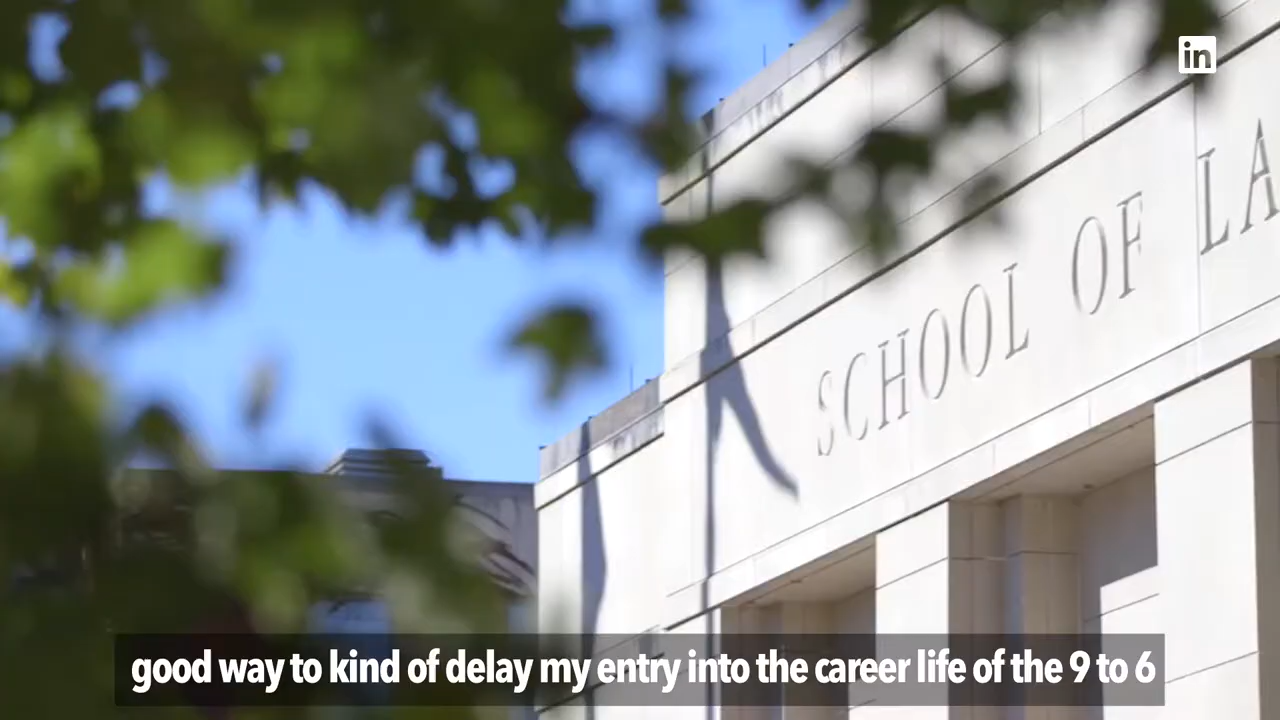 in
SCHOOL OF LA
good way to kind of delay my entry into the career life of the 9 to 6